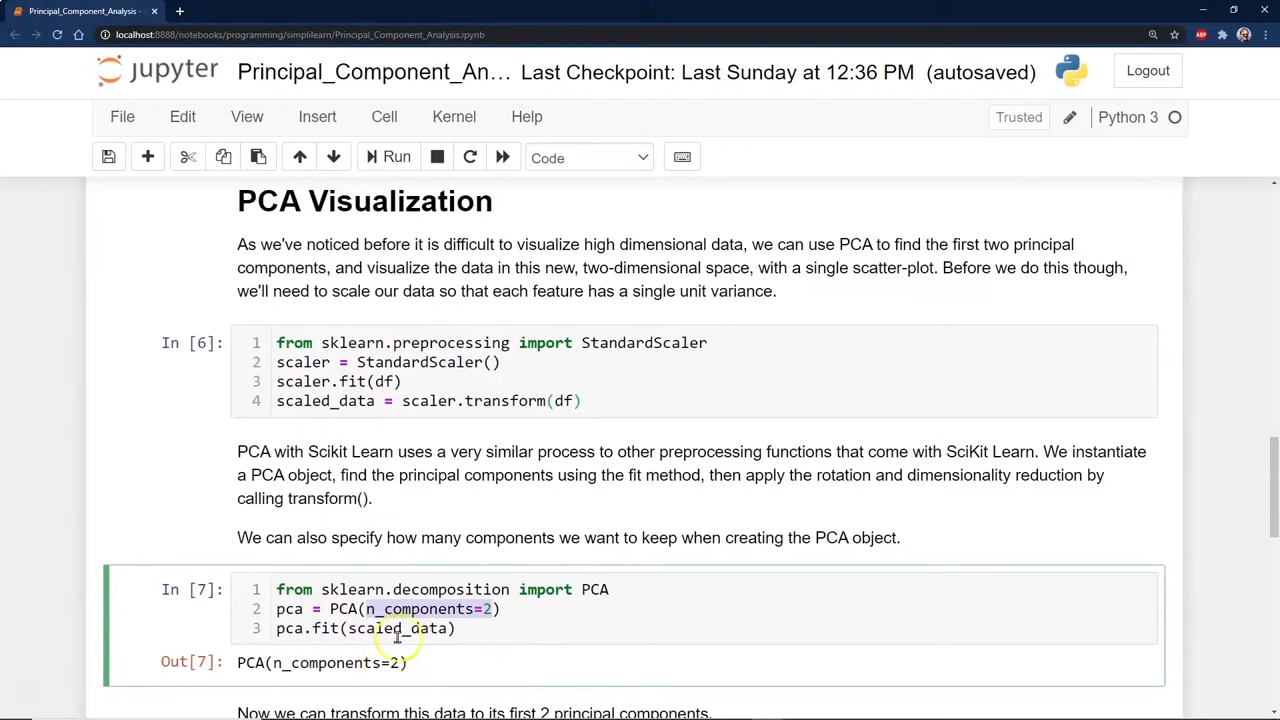 Principal_Component_Analysis -
localhost:8888/notebooks/programming/simplilearn/Principal_Component_Analysis.ipynb
ABP
jupyter Principal_Component_An... Last Checkpoint: Last Sunday at 12:36 PM (autosaved) Logout
File Edit View Insert Cell Kernel Help Trusted Python 3
Run Code
PCA Visualization
As we've noticed before it is difficult to visualize high dimensional data, we can use PCA to find the first two principal
components, and visualize the data in this new, two-dimensional space, with a single scatter-plot. Before we do this though,
we'll need to scale our data so that each feature has a single unit variance.
In [6]: 1 from sklearn.preprocessing import StandardScaler
2 scaler = StandardScaler()
3 scaler.fit(df)
4 scaled_data = scaler.transform(df)
PCA with Scikit Learn uses a very similar process to other preprocessing functions that come with SciKit Learn. We instantiate
a PCA object, find the principal components using the fit method, then apply the rotation and dimensionality reduction by
calling transform().
We can also specify how many components we want to keep when creating the PCA object.
In [7]: 1 from sklearn.decomposition import PCA
2 pca = PCA(n_components=2)
3 pca.fit(scaled_data)
Out[7]: PCA(n_components=2)
Now we can transform this data to its first 2 principal components.